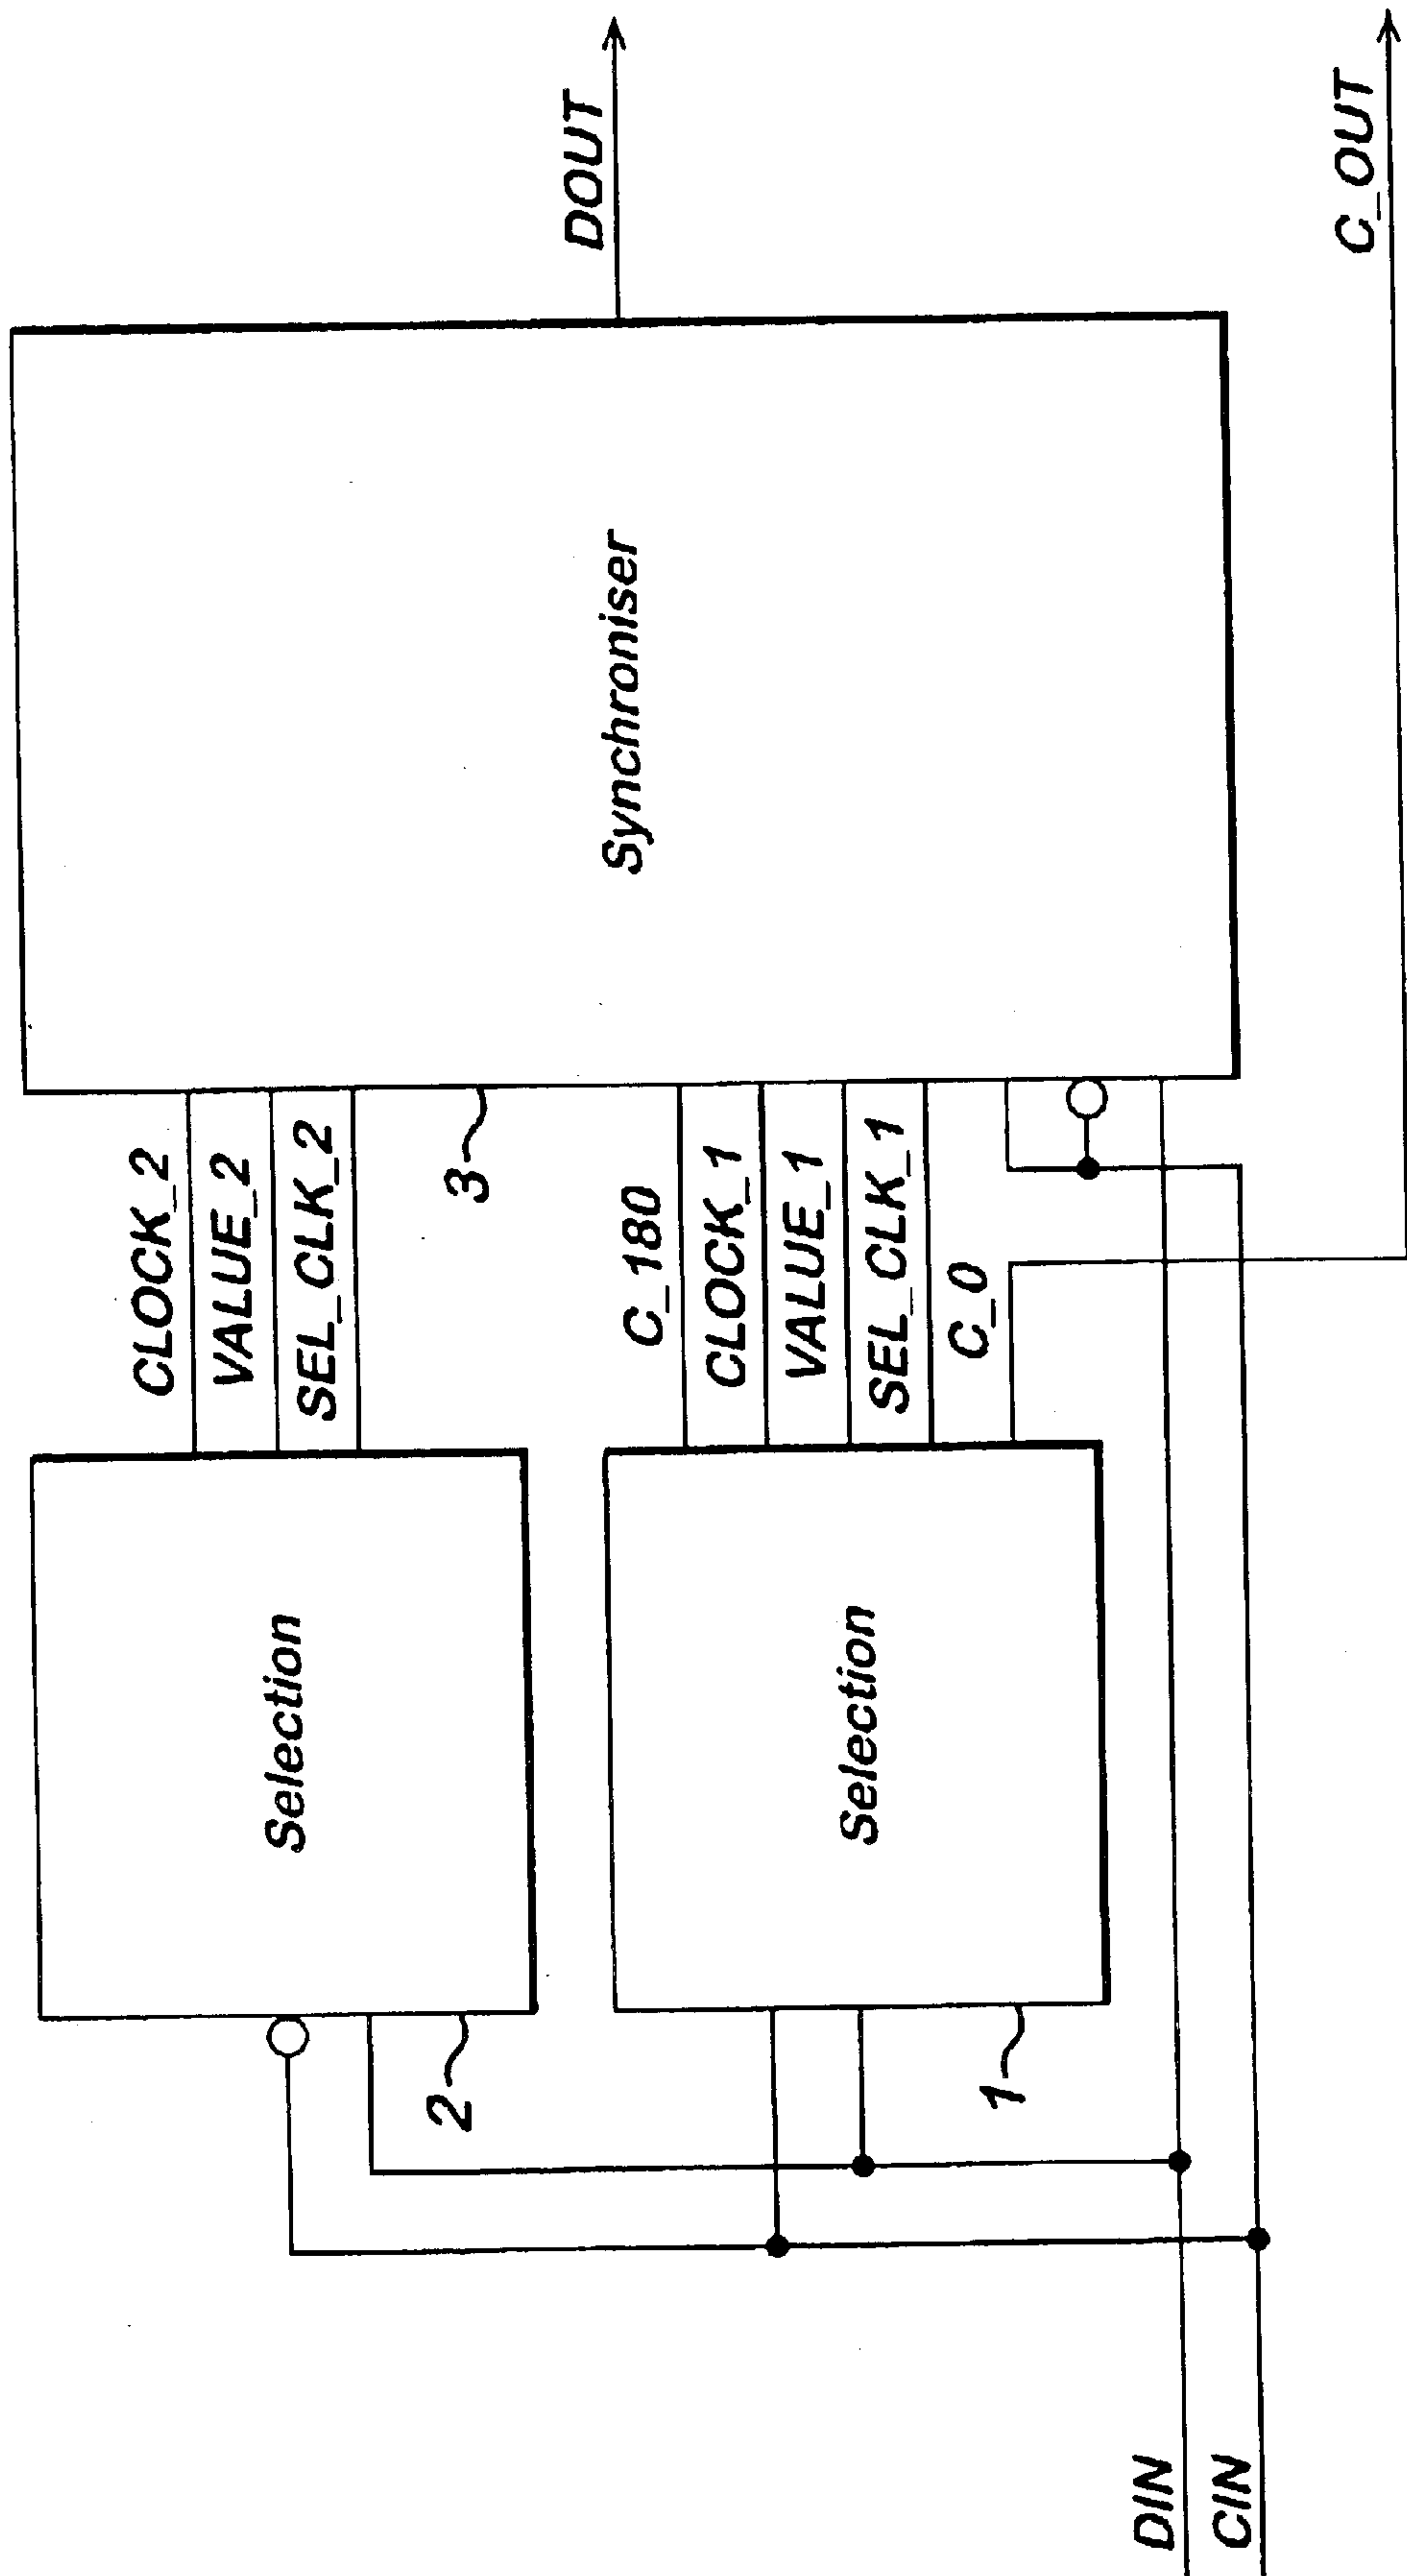 DIN
CIN
2
Selection
1
Selection
CLOCK_2
VALUE_2
SEL_CLK_2
3
C_180
CLOCK_1
VALUE_1
SEL_CLK_1
C_0
Synchroniser
DOUT
C_OUT